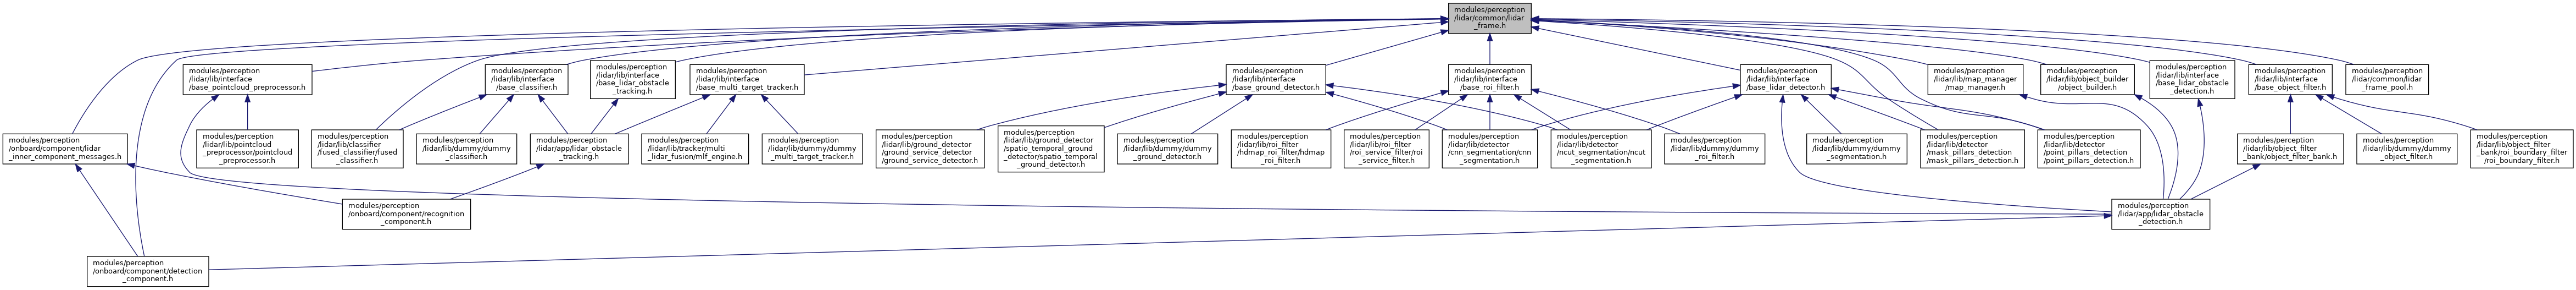 modules/perception
/lidar/common/lidar
_frame.h
modules/perception
/lidar/lib/interface
/base_pointcloud_preprocessor.h
modules/perception
/lidar/lib/interface
/base_classifier.h
modules/perception
/lidar/lib/interface
/base_lidar_obstacle
_tracking.h
modules/perception
/lidar/lib/interface
/base_multi_target_tracker.h
modules/perception
/lidar/lib/interface
/base_ground_detector.h
modules/perception
/lidar/lib/interface
/base_roi_filter.h
modules/perception
/lidar/lib/interface
/base_lidar_detector.h
modules/perception
/lidar/lib/map_manager
/map_manager.h
modules/perception
/lidar/lib/object_builder
/object_builder.h
modules/perception
/lidar/lib/interface
/base_lidar_obstacle
_detection.h
modules/perception
/lidar/lib/interface
/base_object_filter.h
modules/perception
/lidar/common/lidar
_frame_pool.h
modules/perception
/onboard/component/lidar
_inner_component_messages.h
modules/perception
/lidar/lib/pointcloud
_preprocessor/pointcloud
_preprocessor.h
modules/perception
/lidar/lib/classifier
/fused_classifier/fused
_classifier.h
modules/perception
/lidar/lib/dummy/dummy
_classifier.h
modules/perception
/lidar/app/lidar_obstacle
_tracking.h
modules/perception
/lidar/lib/tracker/multi
_lidar_fusion/mlf_engine.h
modules/perception
/lidar/lib/dummy/dummy
_multi_target_tracker.h
modules/perception
/lidar/lib/ground_detector
/ground_service_detector
/ground_service_detector.h
modules/perception
/lidar/lib/ground_detector
/spatio_temporal_ground
_detector/spatio_temporal
_ground_detector.h
modules/perception
/lidar/lib/dummy/dummy
_ground_detector.h
modules/perception
/lidar/lib/roi_filter
/hdmap_roi_filter/hdmap
_roi_filter.h
modules/perception
/lidar/lib/roi_filter
/roi_service_filter/roi
_service_filter.h
modules/perception
/lidar/lib/detector
/cnn_segmentation/cnn
_segmentation.h
modules/perception
/lidar/lib/detector
/ncut_segmentation/ncut
_segmentation.h
modules/perception
/lidar/lib/dummy/dummy
_roi_filter.h
modules/perception
/lidar/lib/dummy/dummy
_segmentation.h
modules/perception
/lidar/lib/detector
/mask_pillars_detection
/mask_pillars_detection.h
modules/perception
/lidar/lib/detector
/point_pillars_detection
/point_pillars_detection.h
modules/perception
/lidar/lib/object_filter
_bank/object_filter_bank.h
modules/perception
/lidar/lib/dummy/dummy
_object_filter.h
modules/perception
/lidar/lib/object_filter
_bank/roi_boundary_filter
/roi_boundary_filter.h
modules/perception
/onboard/component/recognition
_component.h
modules/perception
/lidar/app/lidar_obstacle
_detection.h
modules/perception
/onboard/component/detection
_component.h